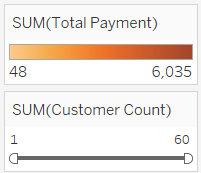 SUM(Total Payment)
48 6,035
SUM(Customer Count)
1 60